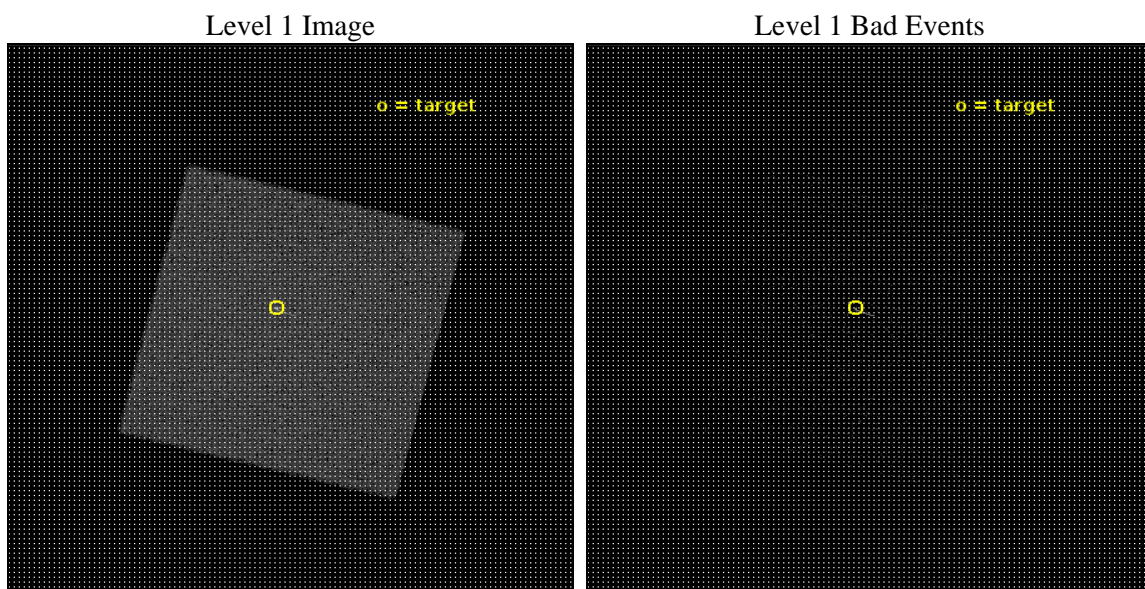 Level 1 Image
Level 1 Bad Events
o = target
o = target